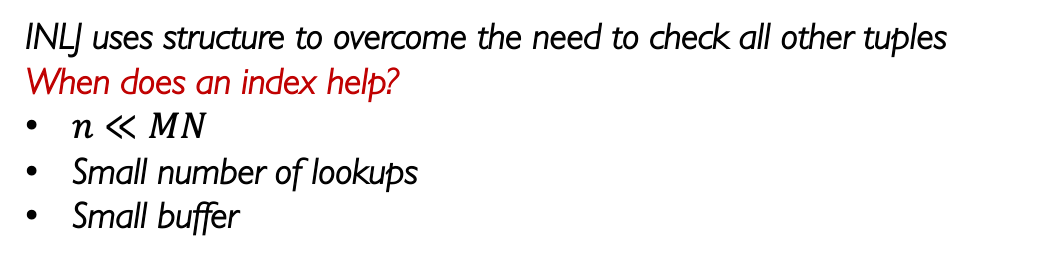 INLJ uses structure to overcome the need to check all other tuples
When does an index help?
• n ≪ MN
• Small number of lookups
• Small buffer